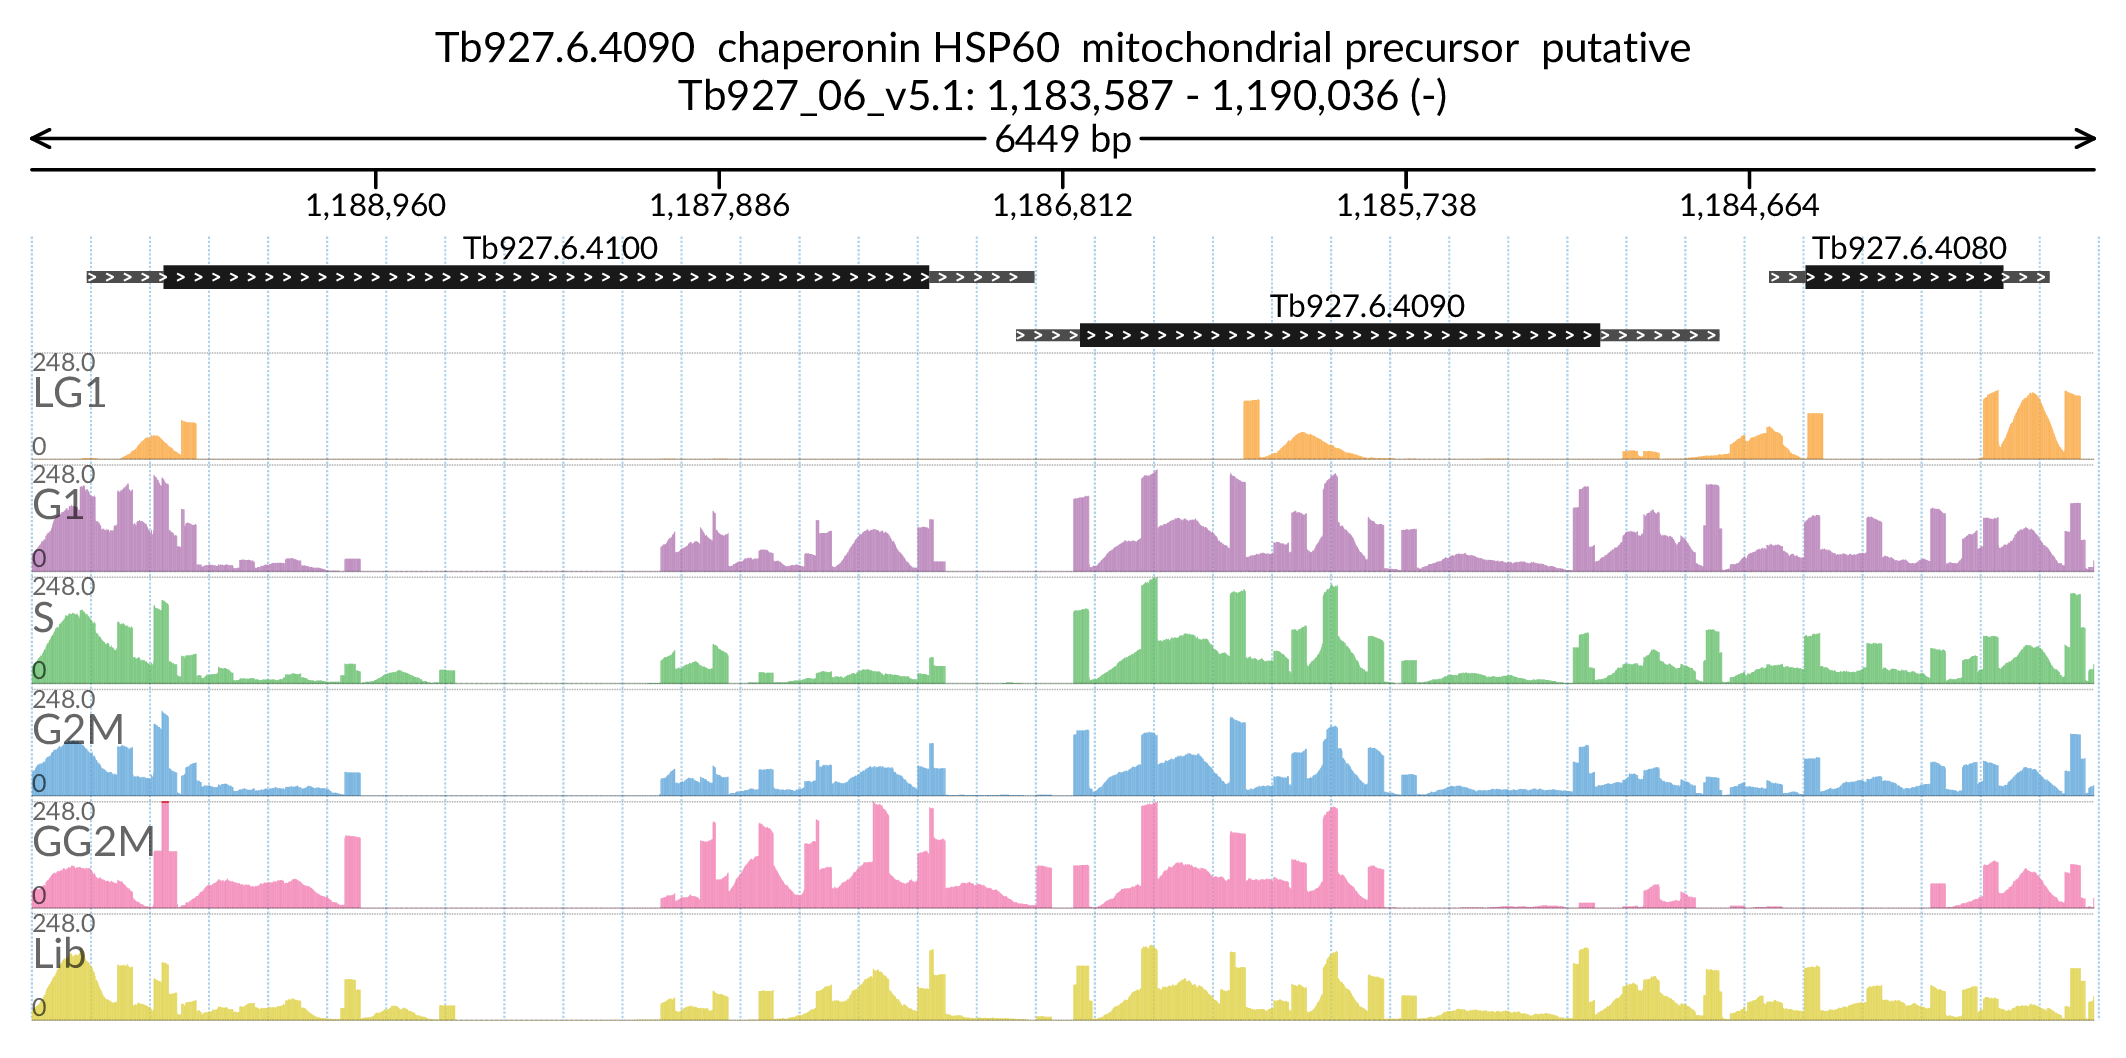 Tb927.6.4090  chaperonin HSP60  mitochondrial precursor  putative
Tb927_06_v5.1: 1,183,587 - 1,190,036 (-)
6449 bp
1,188,960 1,187,886 1,186,812 1,185,738 1,184,664
Tb927.6.4100 Tb927.6.4080
Tb927.6.4090
248.0
LG1
0
248.0
G1
0
248.0
S
0
248.0
G2M
0
248.0
GG2M
0
248.0
Lib
0